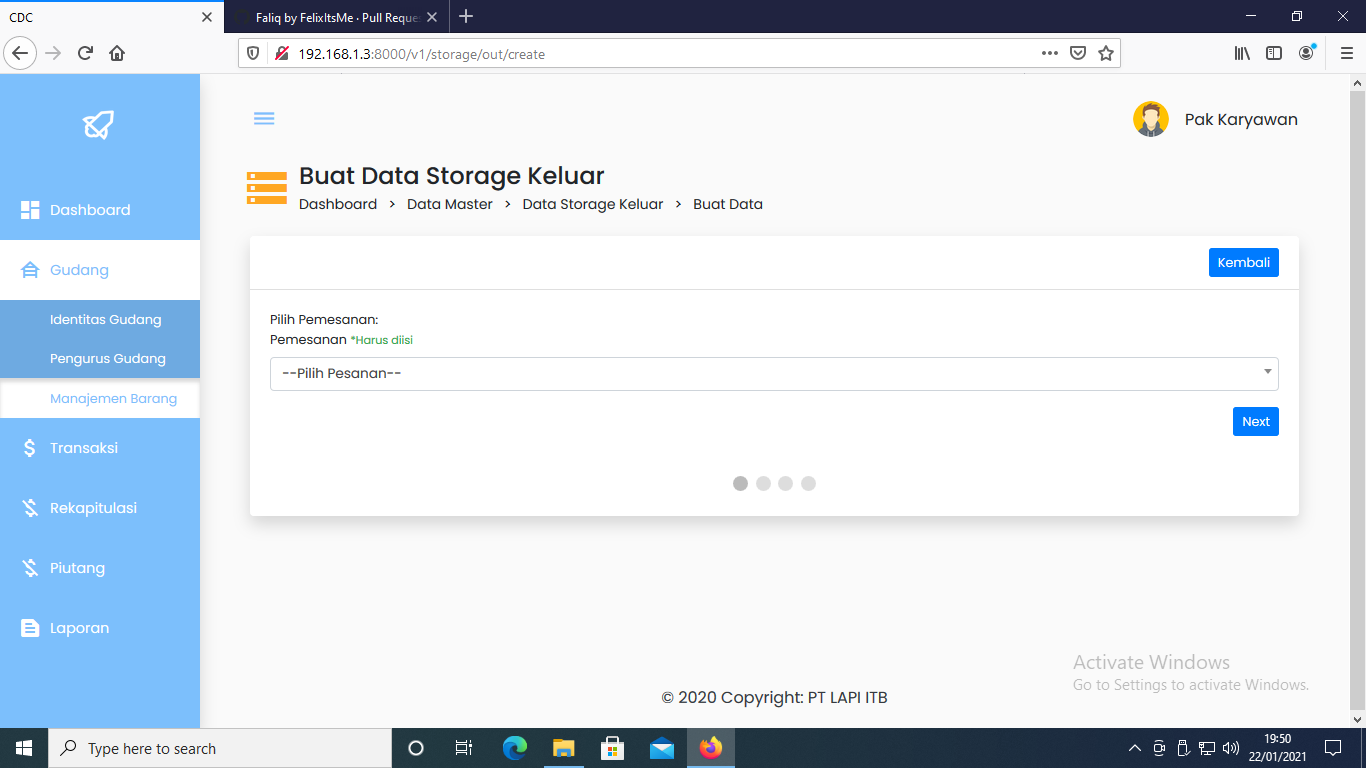 CDC
Faliq by FelixItsMe · Pull Reque
192.168.1.3:8000/v1/storage/out/create
Pak Karyawan
Buat Data Storage Keluar
Dashboard > Data Master > Data Storage Keluar > Buat Data
Dashboard
Gudang
Identitas Gudang
Pengurus Gudang
Manajemen Barang
Transaksi
Rekapitulasi
Piutang
Laporan
Kembali
Pilih Pemesanan:
Pemesanan *Harus diisi
--Pilih Pesanan--
Next
Activate Windows
Go to Settings to activate Windows.
© 2020 Copyright: PT LAPI ITB
Type here to search
19:50
22/01/2021